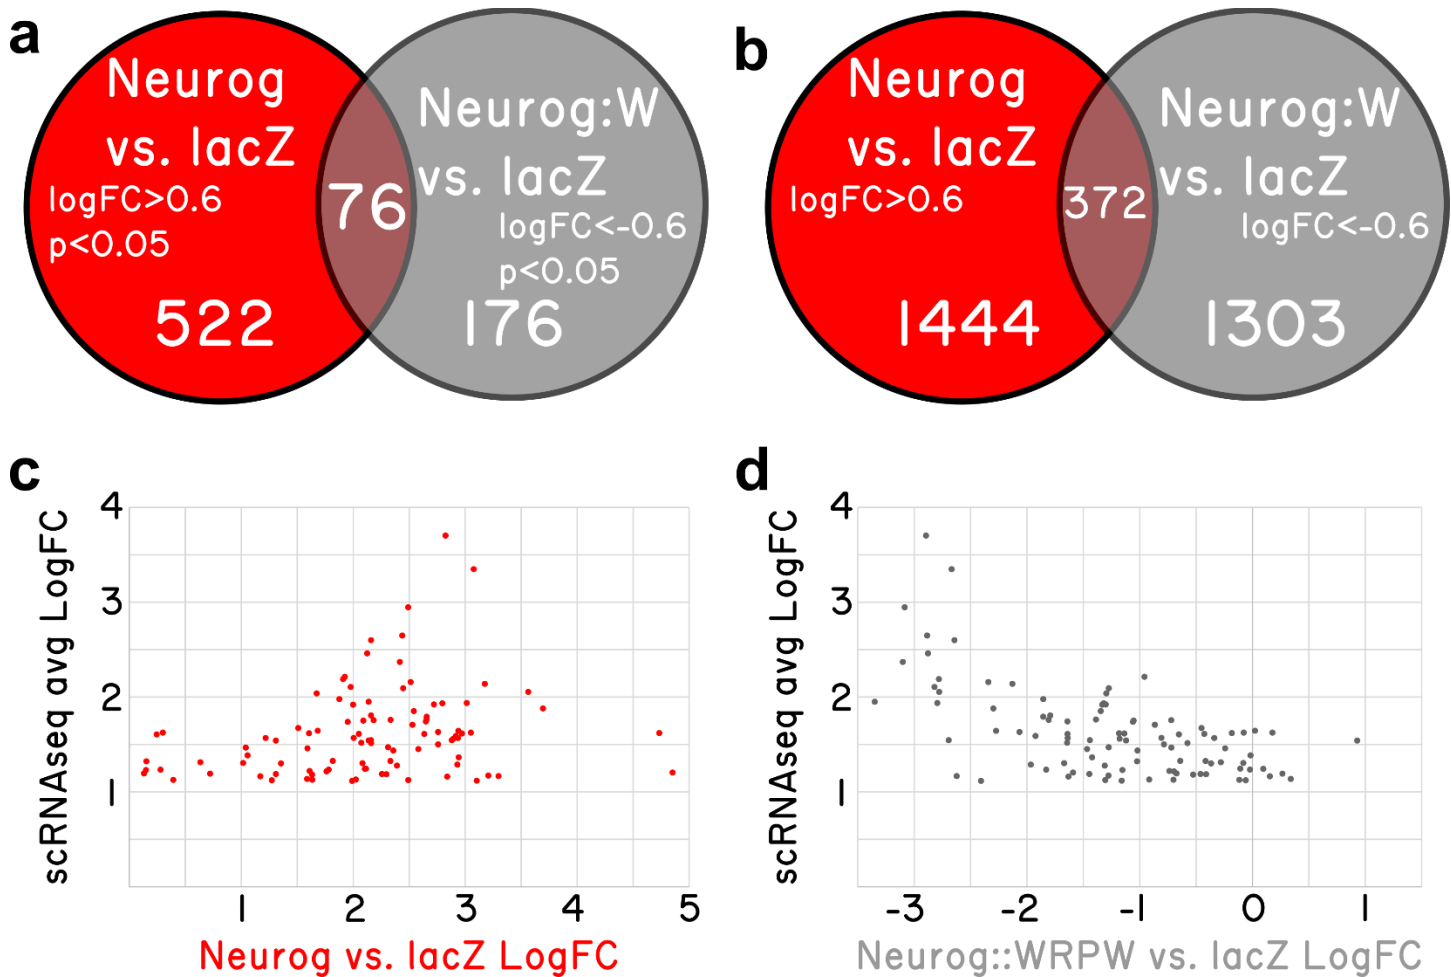 a
Neurog
vs. lacZ
logFC>0.6
p<0.05
522
76
Neurog:W
vs. lacZ
logFC<-0.6
p<0.05
176
b
Neurog
vs. lacZ
logFC>0.6
1444
372
Neurog:W
vs. lacZ
logFC<-0.6
1303
c
scRNAseq avg LogFC
4
3
2
1
1 2 3 4 5
Neurog vs. lacZ LogFC
d
scRNAseq avg LogFC
4
3
2
1
-3 -2 -1 0 1
Neurog::WRPW vs. lacZ LogFC